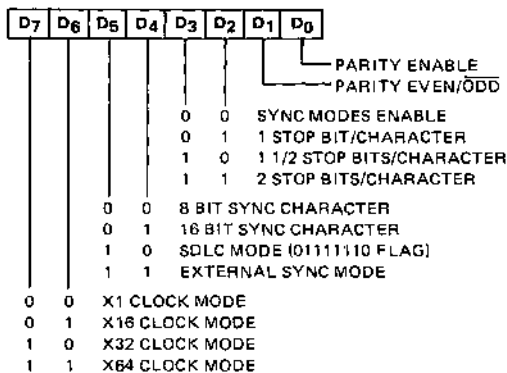 D7 D6 D5 D4 D3 D2 D1 D0
PARITY ENABLE
PARITY EVEN/ODD
0 0 SYNC MODES ENABLE
0 1 1 STOP BIT/CHARACTER
1 0 1 1/2 STOP BITS/CHARACTER
1 1 2 STOP BITS/CHARACTER
0 0 8 BIT SYNC CHARACTER
0 1 16 BIT SYNC CHARACTER
1 0 SDLC MODE (01111110 FLAG)
1 1 EXTERNAL SYNC MODE
0 0 X1 CLOCK MODE
0 1 X16 CLOCK MODE
1 0 X32 CLOCK MODE
1 1 X64 CLOCK MODE